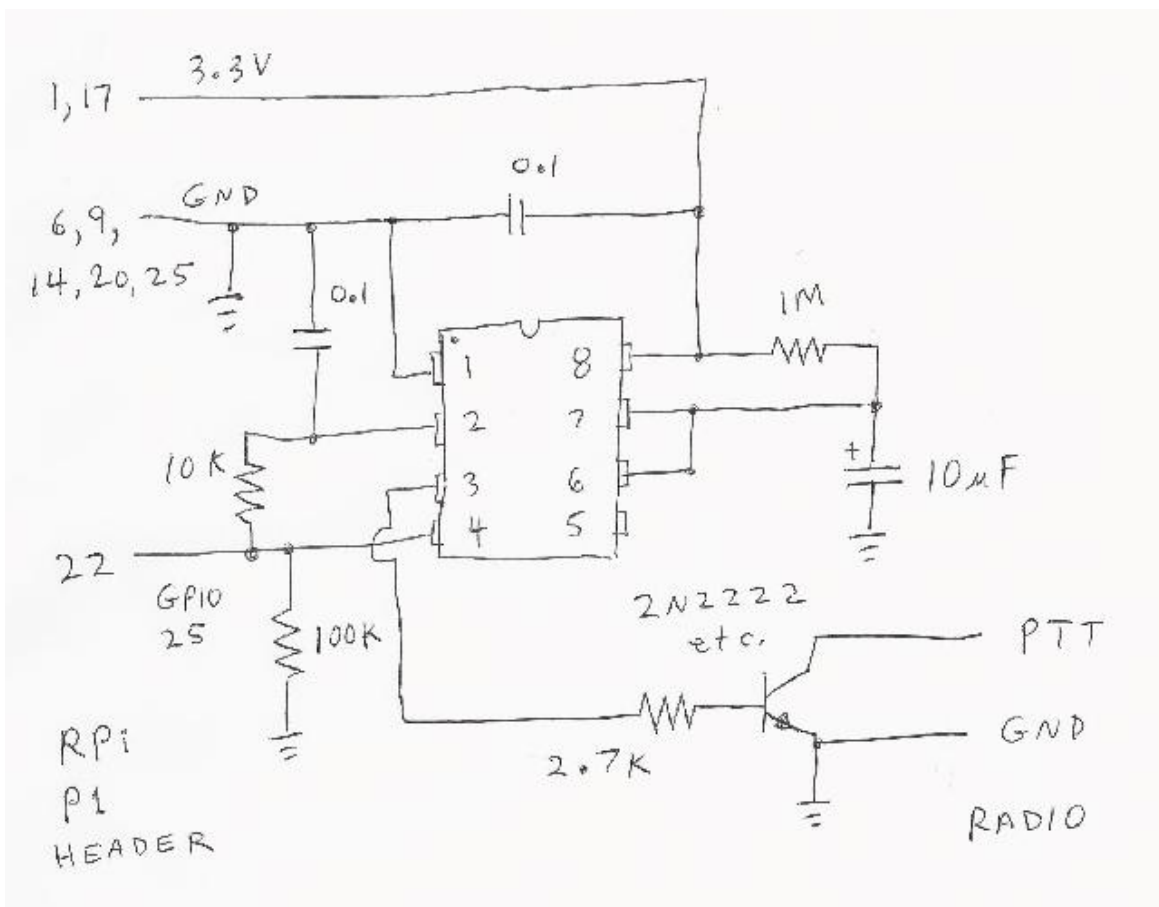 3.3V
1,17
0.1
GND
6,9,
14,20,25
0.1
1M
1
8
2
7
10K
3
6
10µF
4
5
22
GPIO
25
2N2222
etc.
100K
PTT
2.7K
GND
RPi
P1
HEADER
RADIO
+